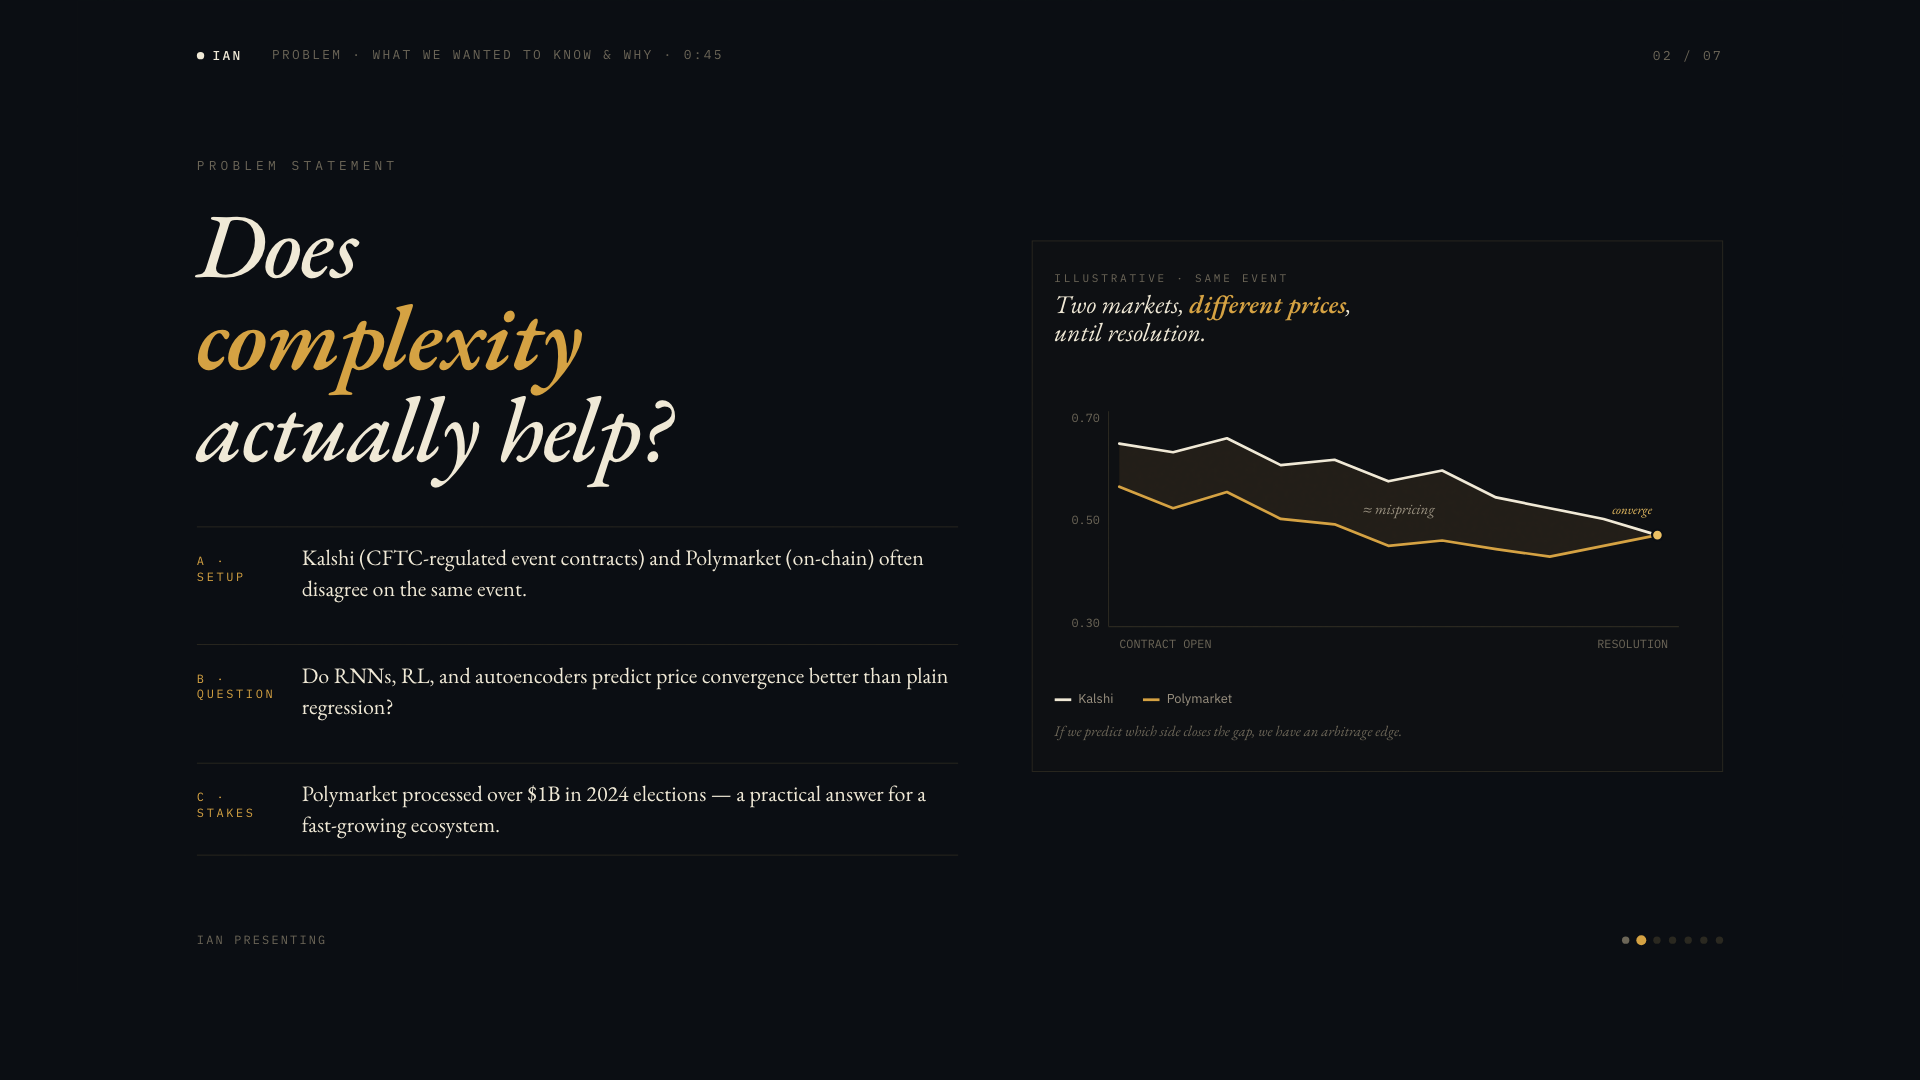 IAN
PROBLEM · WHAT WE WANTED TO KNOW & WHY · 0:45
02 / 07
PROBLEM STATEMENT
Does
complexity
actually help?
A ·
SETUP
Kalshi (CFTC-regulated event contracts) and Polymarket (on-chain) often
disagree on the same event.
B ·
QUESTION
Do RNNs, RL, and autoencoders predict price convergence better than plain
regression?
C ·
STAKES
Polymarket processed over $1B in 2024 elections — a practical answer for a
fast-growing ecosystem.
ILLUSTRATIVE · SAME EVENT
Two markets, different prices,
until resolution.
0.70
0.50
0.30
≈ mispricing
converge
CONTRACT OPEN
RESOLUTION
Kalshi
Polymarket
If we predict which side closes the gap, we have an arbitrage edge.
IAN PRESENTING